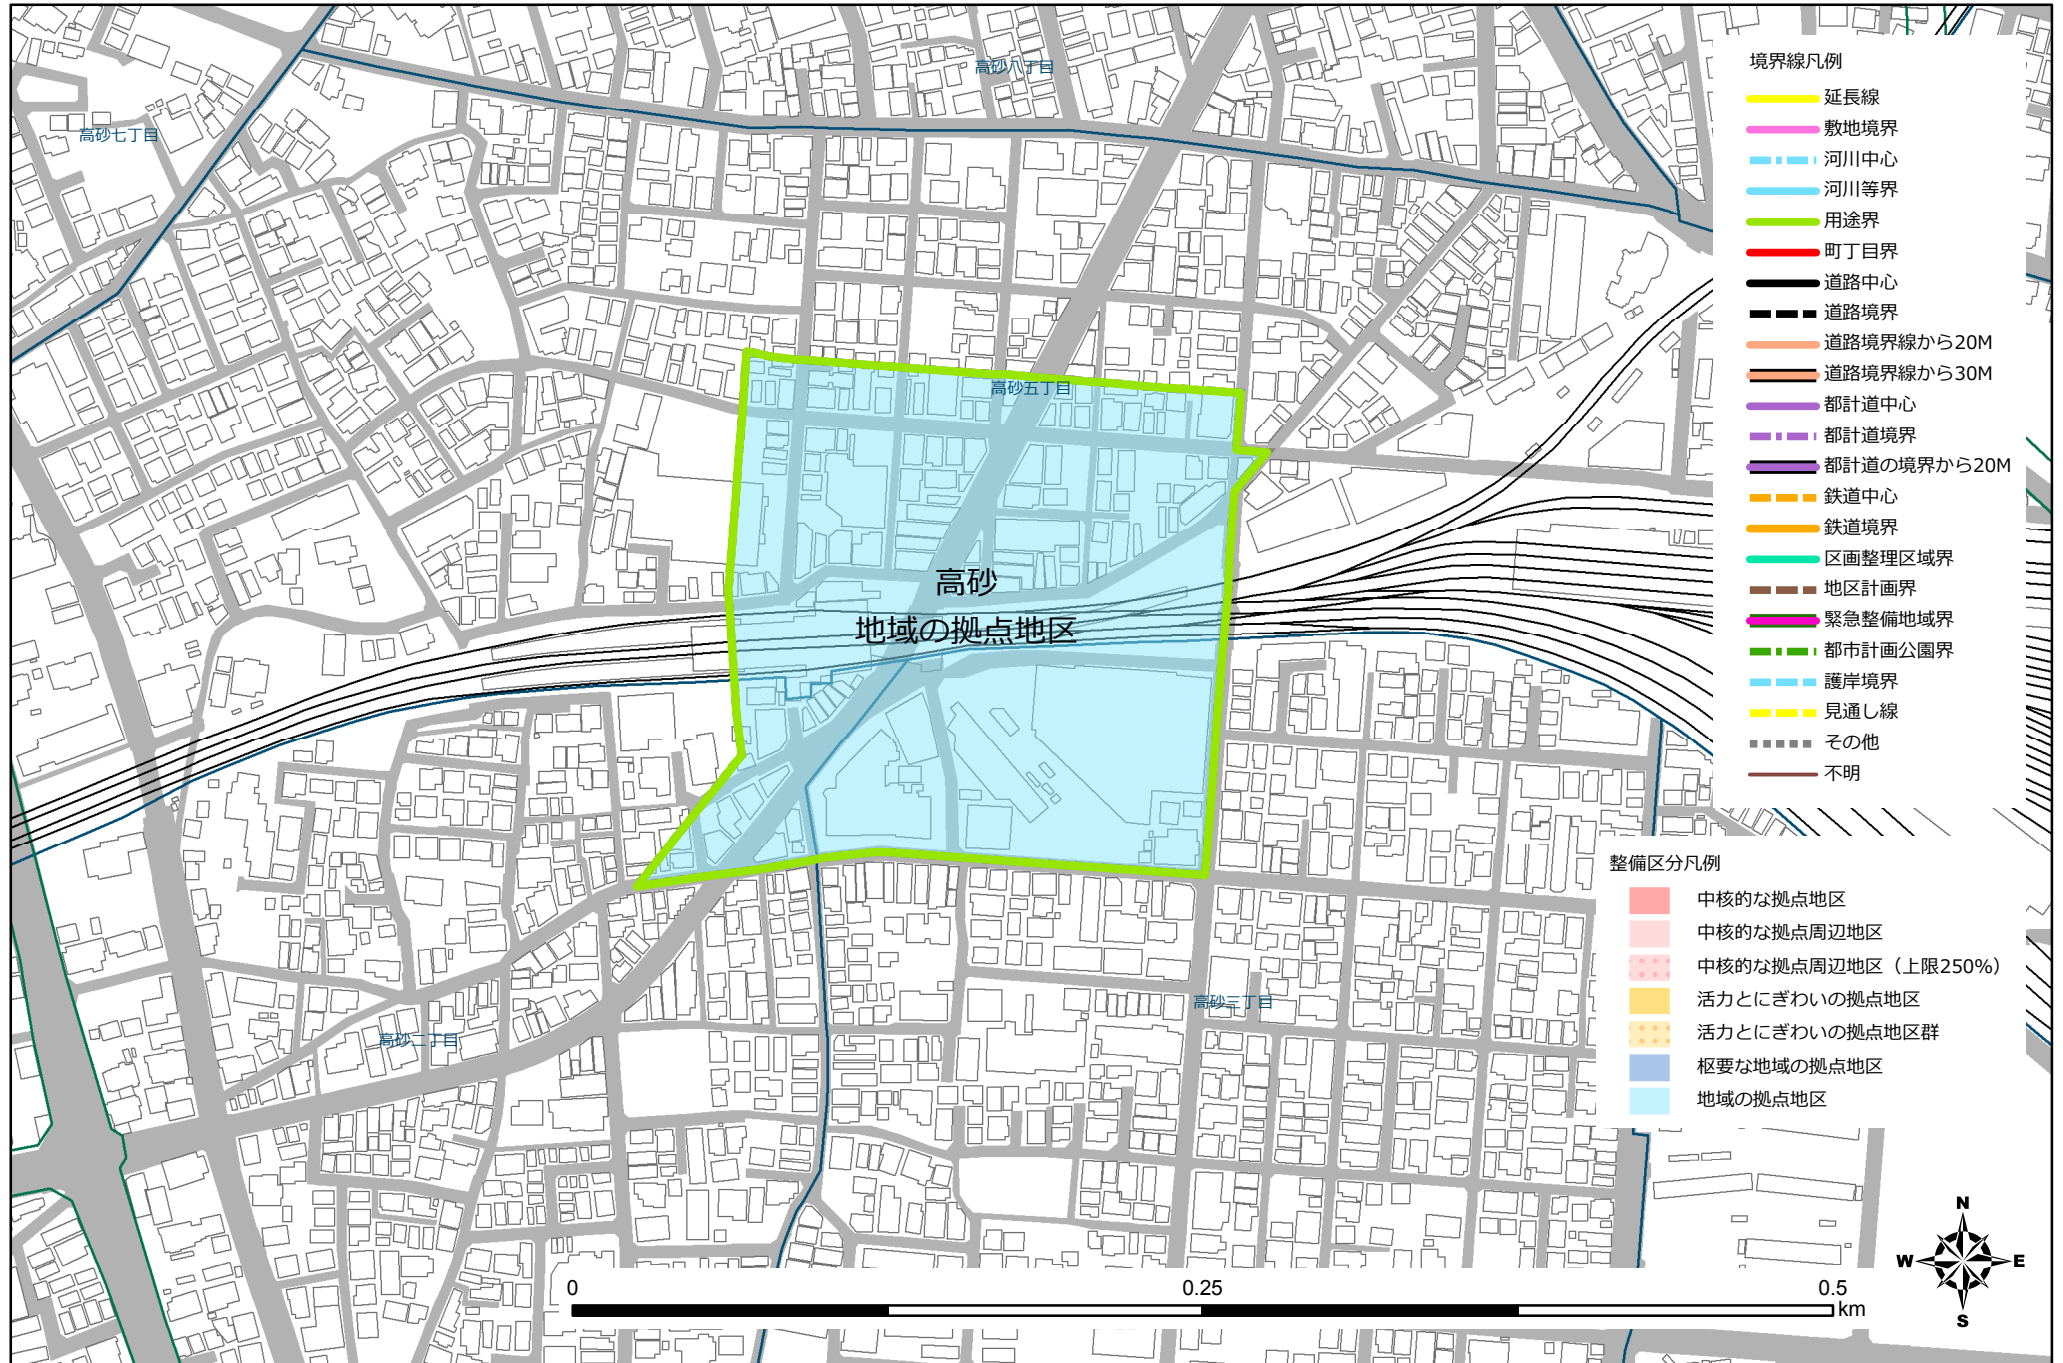 高砂八丁目
高砂七丁目
高砂五丁目
高砂
地域の拠点地区
高砂三丁目
高砂二丁目
境界線凡例
延長線
敷地境界
河川中心
河川等界
用途界
町丁目界
道路中心
道路境界
道路境界線から20M
道路境界線から30M
都計道中心
都計道境界
都計道の境界から20M
鉄道中心
鉄道境界
区画整理区域界
地区計画界
緊急整備地域界
都市計画公園界
護岸境界
見通し線
その他
不明
整備区分凡例
中核的な拠点地区
中核的な拠点周辺地区
中核的な拠点周辺地区（上限250%）
活力とにぎわいの拠点地区
活力とにぎわいの拠点地区群
枢要な地域の拠点地区
地域の拠点地区
N
W E
S
0 0.25 0.5
km